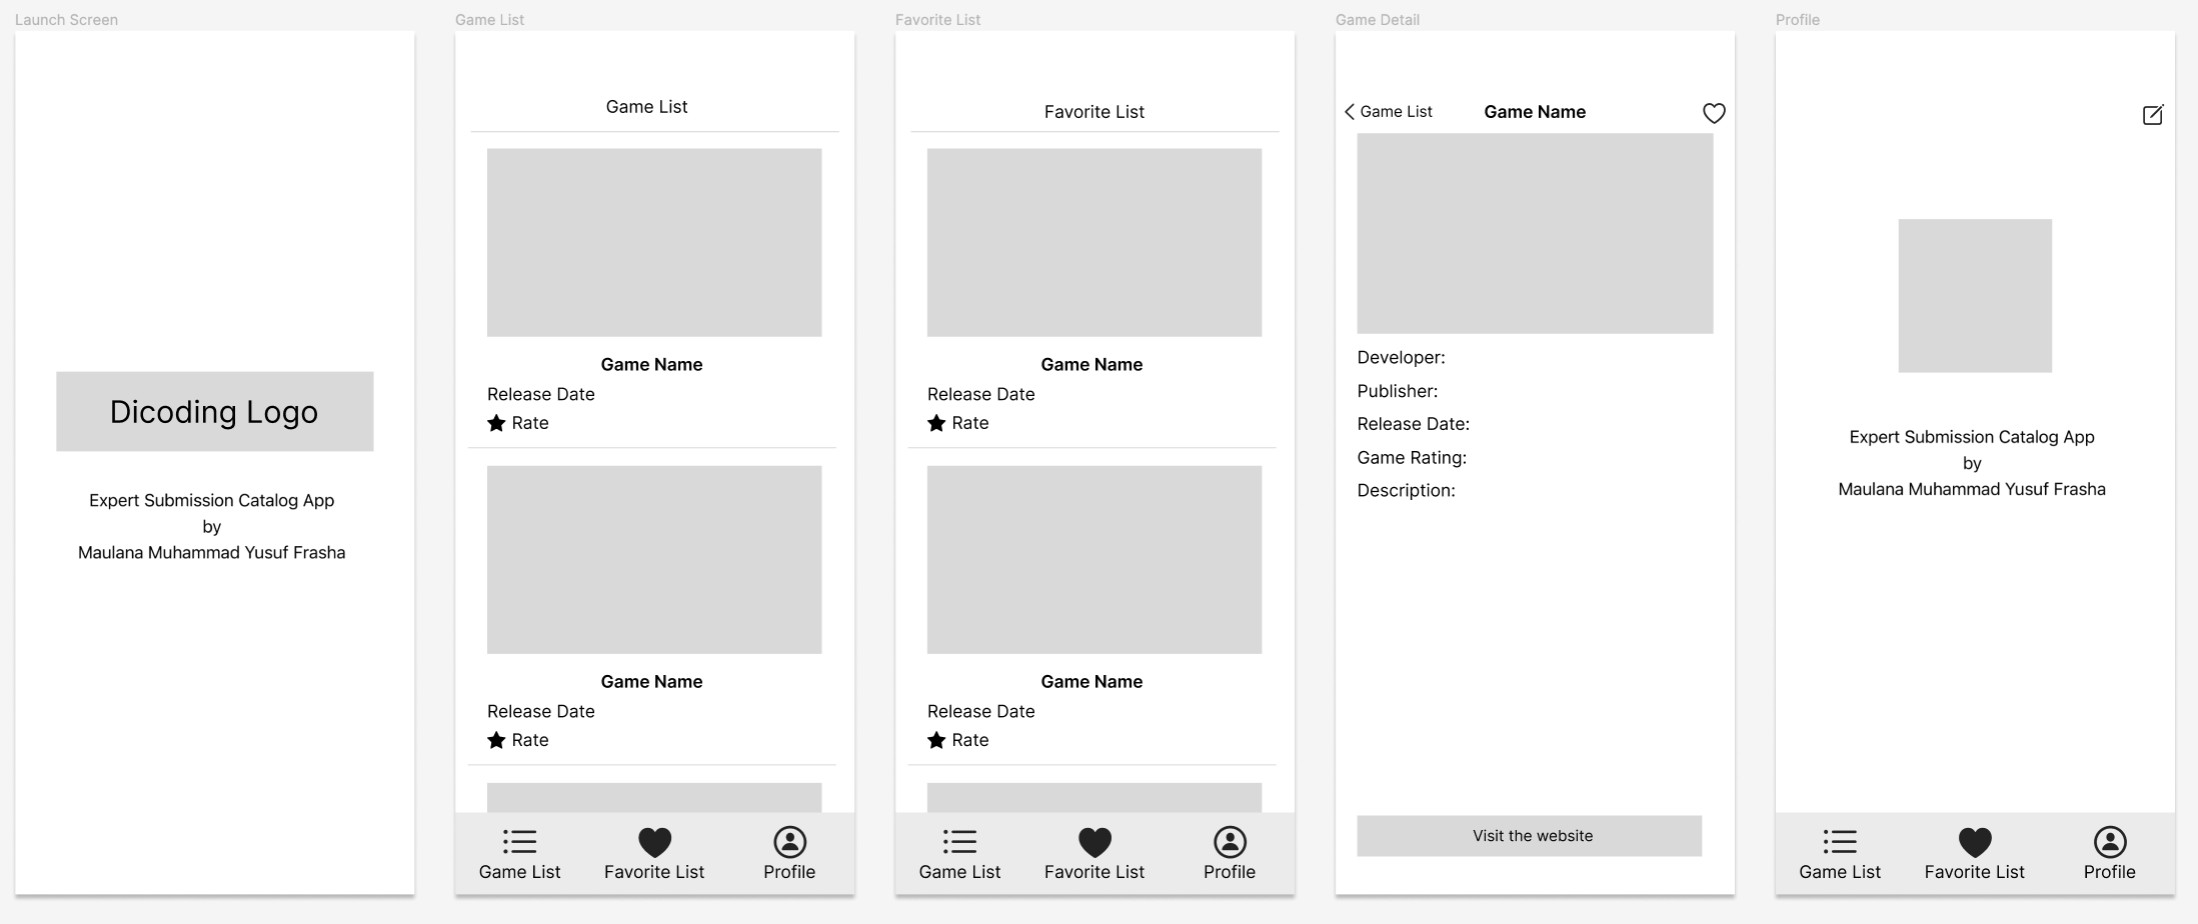 Launch Screen
Dicoding Logo
Expert Submission Catalog App
by
Maulana Muhammad Yusuf Frasha
Game List
Game List
Game Name
Release Date
Rate
Game Name
Release Date
Rate
Game List
Favorite List
Profile
Favorite List
Favorite List
Game Name
Release Date
Rate
Game Name
Release Date
Rate
Game List
Favorite List
Profile
Game Detail
Game List
Game Name
Developer:
Publisher:
Release Date:
Game Rating:
Description:
Visit the website
Profile
Expert Submission Catalog App
by
Maulana Muhammad Yusuf Frasha
Game List
Favorite List
Profile